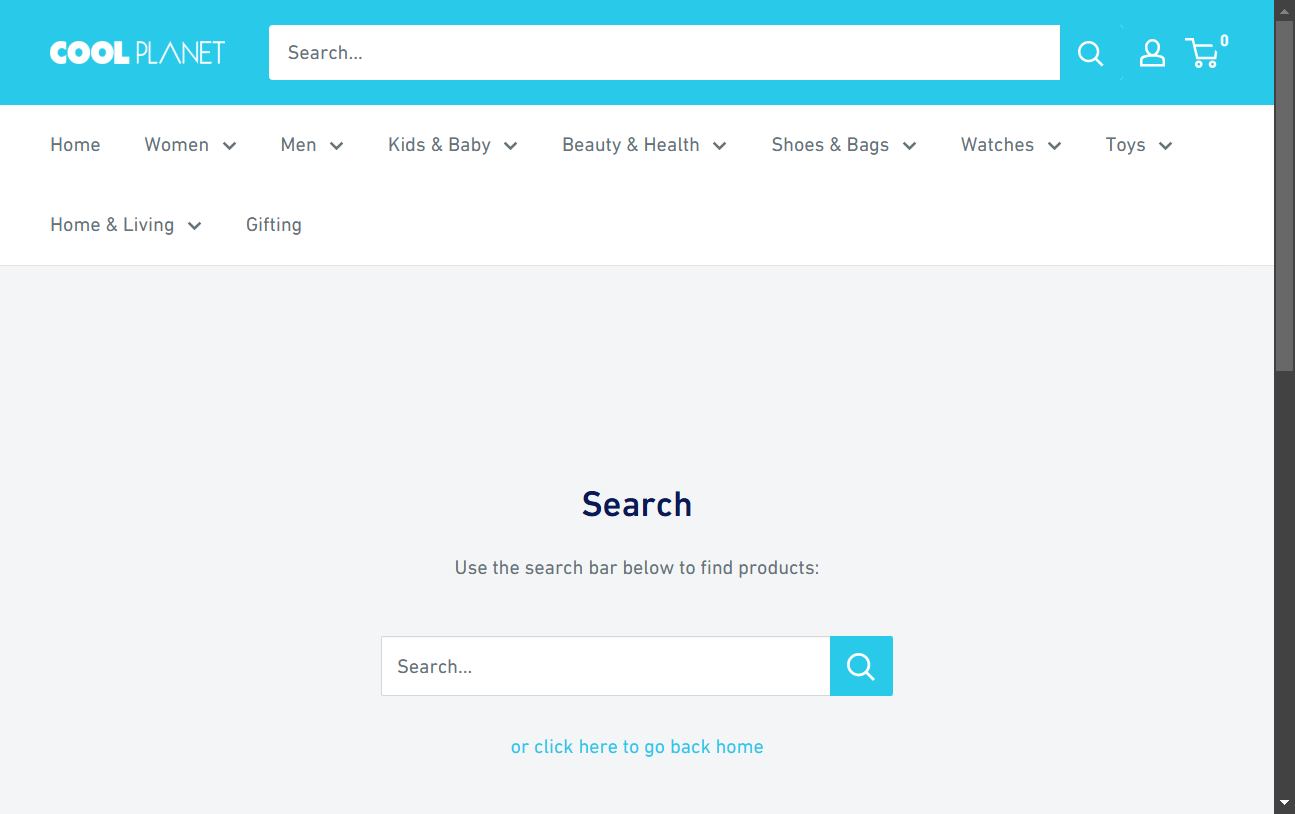 COOL PLANET
Search...
0
Home
Women
Men
Kids & Baby
Beauty & Health
Shoes & Bags
Watches
Toys
Home & Living
Gifting
Search
Use the search bar below to find products:
Search...
or click here to go back home